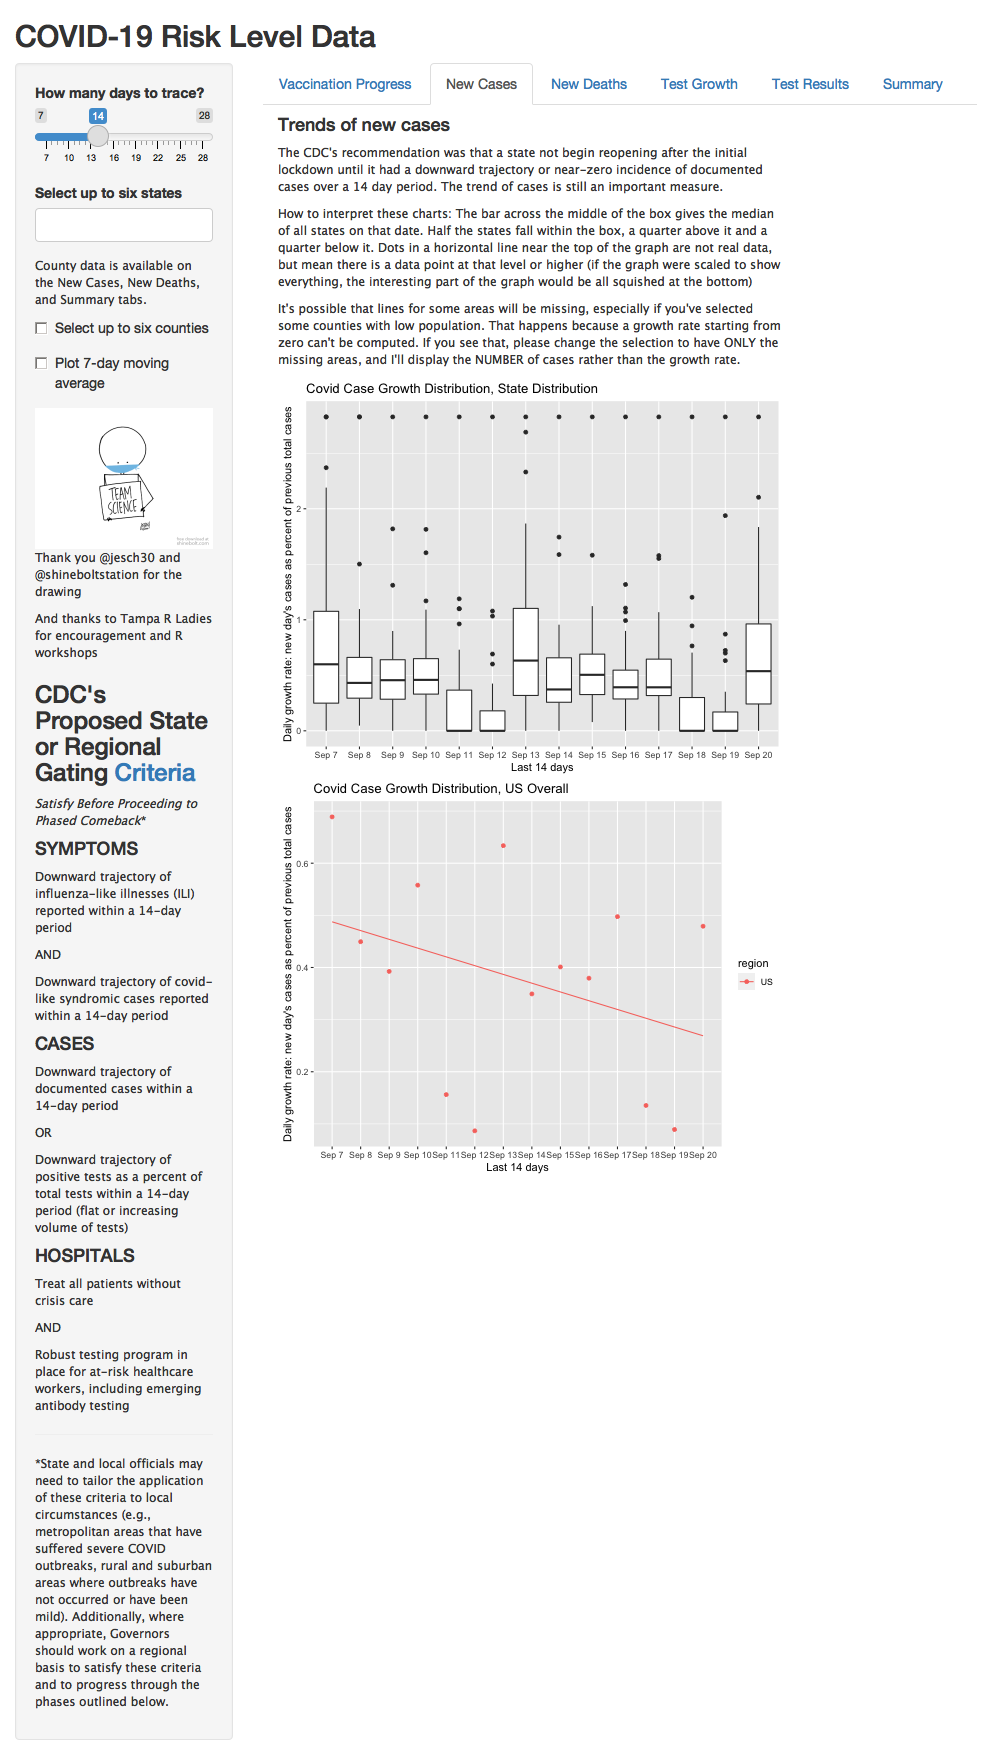 COVID-19 Risk Level Data
How many days to trace?
7 14 28
7 10 13 16 19 22 25 28
Select up to six states
County data is available on
the New Cases, New Deaths,
and Summary tabs.
Select up to six counties
Plot 7-day moving
average
TEAM
SCIENCE
Thank you @jesch30 and
@shineboltstation for the
drawing
And thanks to Tampa R Ladies
for encouragement and R
workshops
CDC's
Proposed State
or Regional
Gating Criteria
Satisfy Before Proceeding to
Phased Comeback*
SYMPTOMS
Downward trajectory of
influenza-like illnesses (ILI)
reported within a 14-day
period
AND
Downward trajectory of covid-
like syndromic cases reported
within a 14-day period
CASES
Downward trajectory of
documented cases within a
14-day period
OR
Downward trajectory of
positive tests as a percent of
total tests within a 14-day
period (flat or increasing
volume of tests)
HOSPITALS
Treat all patients without
crisis care
AND
Robust testing program in
place for at-risk healthcare
workers, including emerging
antibody testing
*State and local officials may
need to tailor the application
of these criteria to local
circumstances (e.g.,
metropolitan areas that have
suffered severe COVID
outbreaks, rural and suburban
areas where outbreaks have
not occurred or have been
mild). Additionally, where
appropriate, Governors
should work on a regional
basis to satisfy these criteria
and to progress through the
phases outlined below.
Vaccination Progress New Cases New Deaths Test Growth Test Results Summary
Trends of new cases
The CDC's recommendation was that a state not begin reopening after the initial
lockdown until it had a downward trajectory or near-zero incidence of documented
cases over a 14 day period. The trend of cases is still an important measure.
How to interpret these charts: The bar across the middle of the box gives the median
of all states on that date. Half the states fall within the box, a quarter above it and a
quarter below it. Dots in a horizontal line near the top of the graph are not real data,
but mean there is a data point at that level or higher (if the graph were scaled to show
everything, the interesting part of the graph would be all squished at the bottom)
It's possible that lines for some areas will be missing, especially if you've selected
some counties with low population. That happens because a growth rate starting from
zero can't be computed. If you see that, please change the selection to have ONLY the
missing areas, and I'll display the NUMBER of cases rather than the growth rate.
Covid Case Growth Distribution, State Distribution
Daily growth rate: new day's cases as percent of previous total cases
2
1
0
Sep 7 Sep 8 Sep 9 Sep 10 Sep 11 Sep 12 Sep 13 Sep 14 Sep 15 Sep 16 Sep 17 Sep 18 Sep 19 Sep 20
Last 14 days
Covid Case Growth Distribution, US Overall
Daily growth rate: new day's cases as percent of previous total cases
0.6
0.4
0.2
Sep 7 Sep 8 Sep 9 Sep 10 Sep 11 Sep 12 Sep 13 Sep 14 Sep 15 Sep 16 Sep 17 Sep 18 Sep 19 Sep 20
Last 14 days
region
US